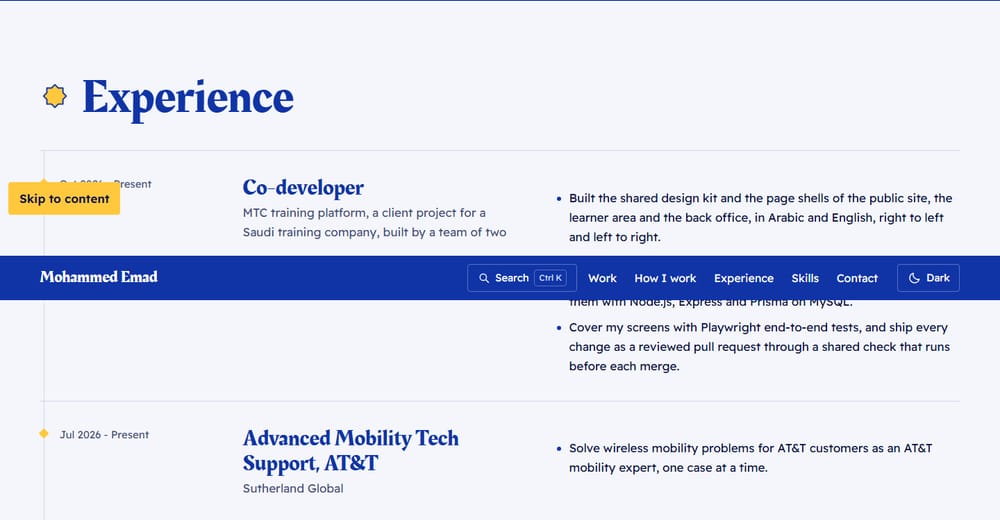 Experience
Present
Skip to content
Co-developer
MTC training platform, a client project for a
Saudi training company, built by a team of two
Built the shared design kit and the page shells of the public site, the
learner area and the back office, in Arabic and English, right to left
and left to right.
Mohammed Emad
Search Ctrl K Work How I work Experience Skills Contact Dark
them with Node.js, Express and Prisma on MySQL.
Cover my screens with Playwright end-to-end tests, and ship every
change as a reviewed pull request through a shared check that runs
before each merge.
Jul 2026 - Present
Advanced Mobility Tech
Support, AT&T
Sutherland Global
Solve wireless mobility problems for AT&T customers as an AT&T
mobility expert, one case at a time.